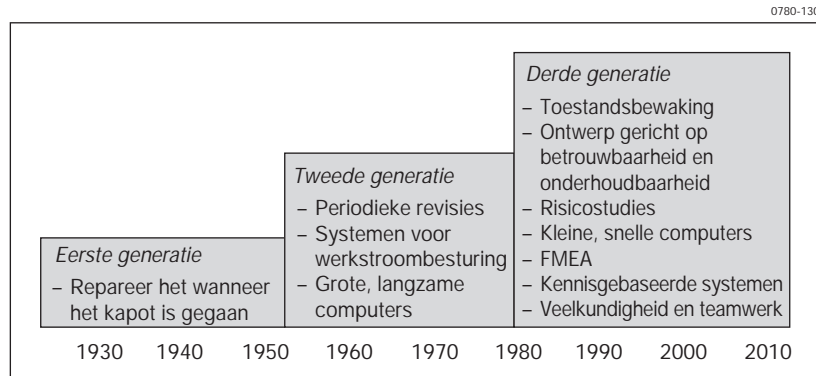 0780-130
Eerste generatie
– Repareer het wanneer
het kapot is gegaan
Tweede generatie
– Periodieke revisies
– Systemen voor
werkstroombesturing
– Grote, langzame
computers
Derde generatie
– Toestandsbewaking
– Ontwerp gericht op
betrouwbaarheid en
onderhoudbaarheid
– Risicostudies
– Kleine, snelle computers
– FMEA
– Kennisgebaseerde systemen
– Veelkundigheid en teamwerk
1930 1940 1950 1960 1970 1980 1990 2000 2010